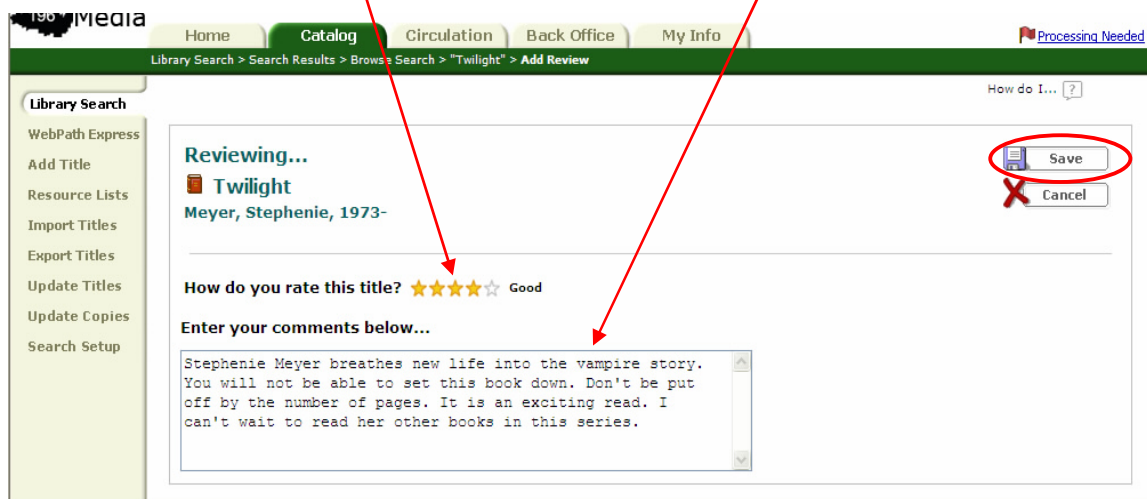 Media
Home Catalog Circulation Back Office My Info Processing Needed
Library Search > Search Results > Browse Search > "Twilight" > Add Review
How do I... ?
Library Search
WebPath Express
Add Title
Resource Lists
Import Titles
Export Titles
Update Titles
Update Copies
Search Setup
Reviewing...
Twilight
Meyer, Stephenie, 1973-
Save
Cancel
How do you rate this title? Good
Enter your comments below...
Stephenie Meyer breathes new life into the vampire story.
You will not be able to set this book down. Don't be put
off by the number of pages. It is an exciting read. I
can't wait to read her other books in this series.